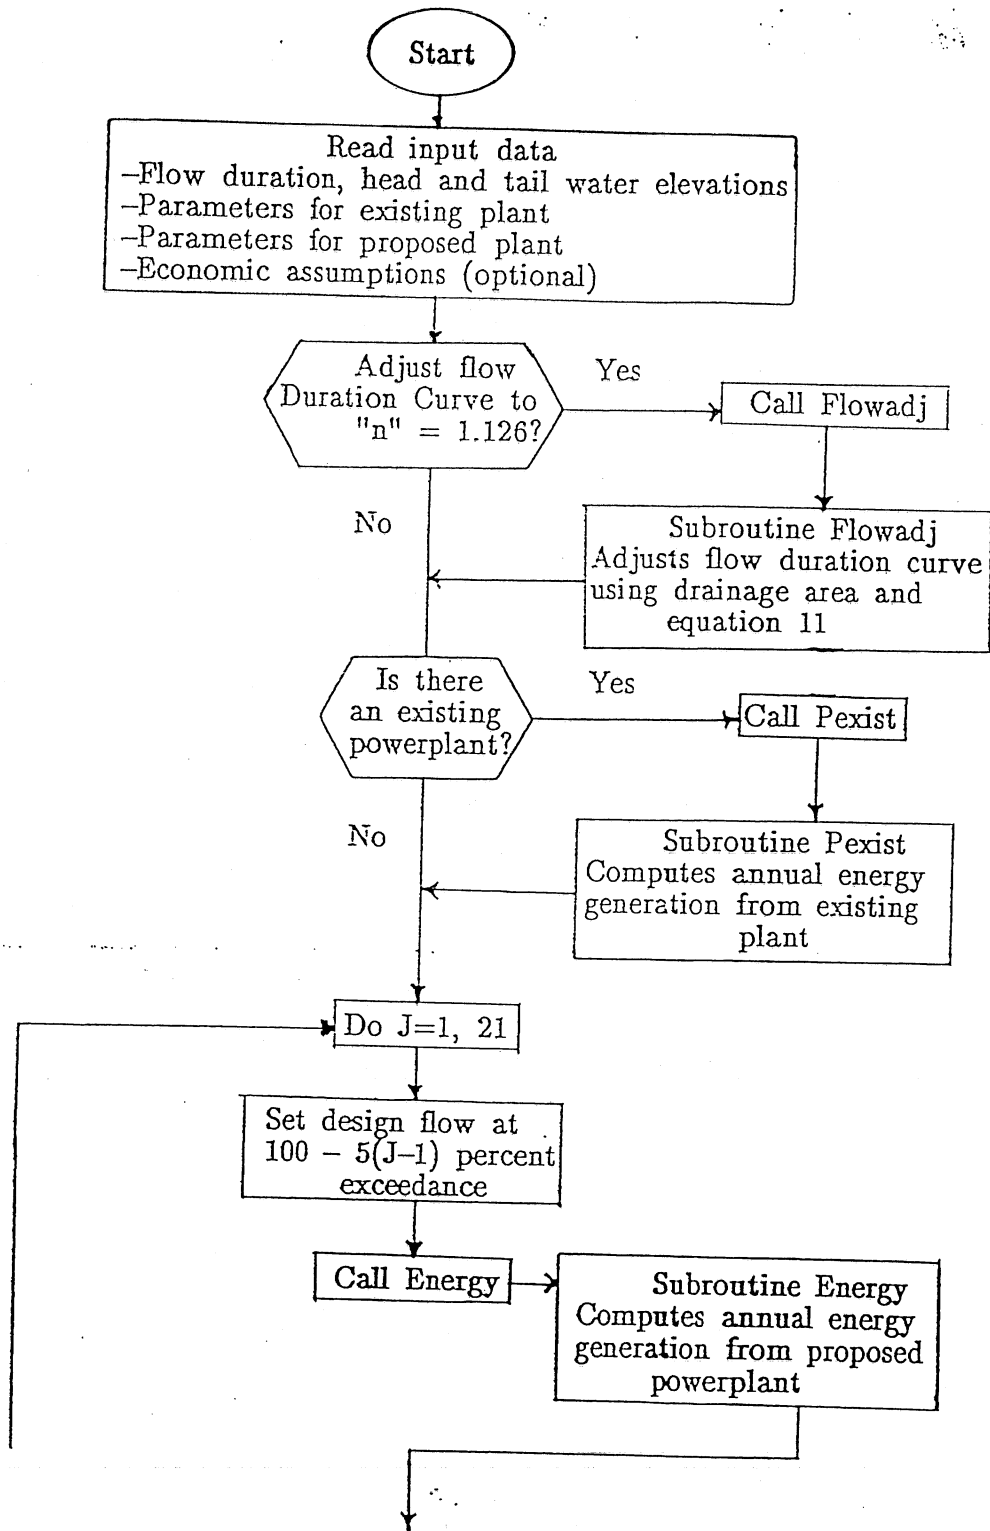 Start
Read input data
–Flow duration, head and tail water elevations
–Parameters for existing plant
–Parameters for proposed plant
–Economic assumptions (optional)
Adjust flow
Duration Curve to
"n" = 1.126?
Yes
Call Flowadj
No
Subroutine Flowadj
Adjusts flow duration curve
using drainage area and
equation 11
Is there
an existing
powerplant?
Yes
Call Pexist
No
Subroutine Pexist
Computes annual energy
generation from existing
plant
Do J=1, 21
Set design flow at
100 – 5(J–1) percent
exceedance
Call Energy
Subroutine Energy
Computes annual energy
generation from proposed
powerplant